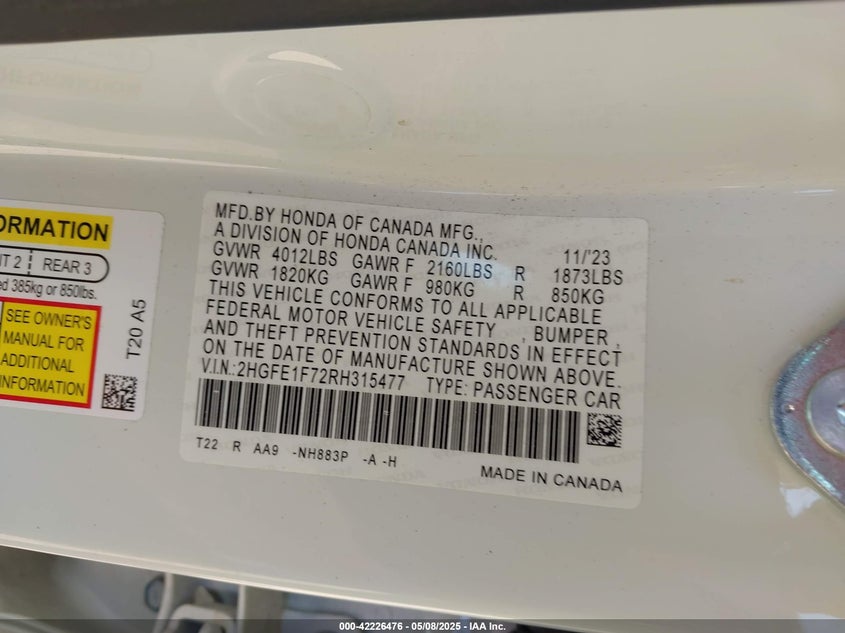 ORMATION
T 2 REAR 3
ed 385kg or 850lbs.
SEE OWNER'S
MANUAL FOR
ADDITIONAL
INFORMATION
T20 A5
MFD.BY HONDA OF CANADA MFG.,
A DIVISION OF HONDA CANADA INC. 11/'23
GVWR 4012LBS GAWR F 2160LBS R 1873LBS
GVWR 1820KG GAWR F 980KG R 850KG
THIS VEHICLE CONFORMS TO ALL APPLICABLE
FEDERAL MOTOR VEHICLE SAFETY , BUMPER ,
AND THEFT PREVENTION STANDARDS IN EFFECT
ON THE DATE OF MANUFACTURE SHOWN ABOVE.
V.I.N.:2HGFE1F72RH315477 TYPE: PASSENGER CAR
T22 R AA9 -NH883P -A -H
MADE IN CANADA
000-42226476 - 05/08/2025 - IAA Inc.